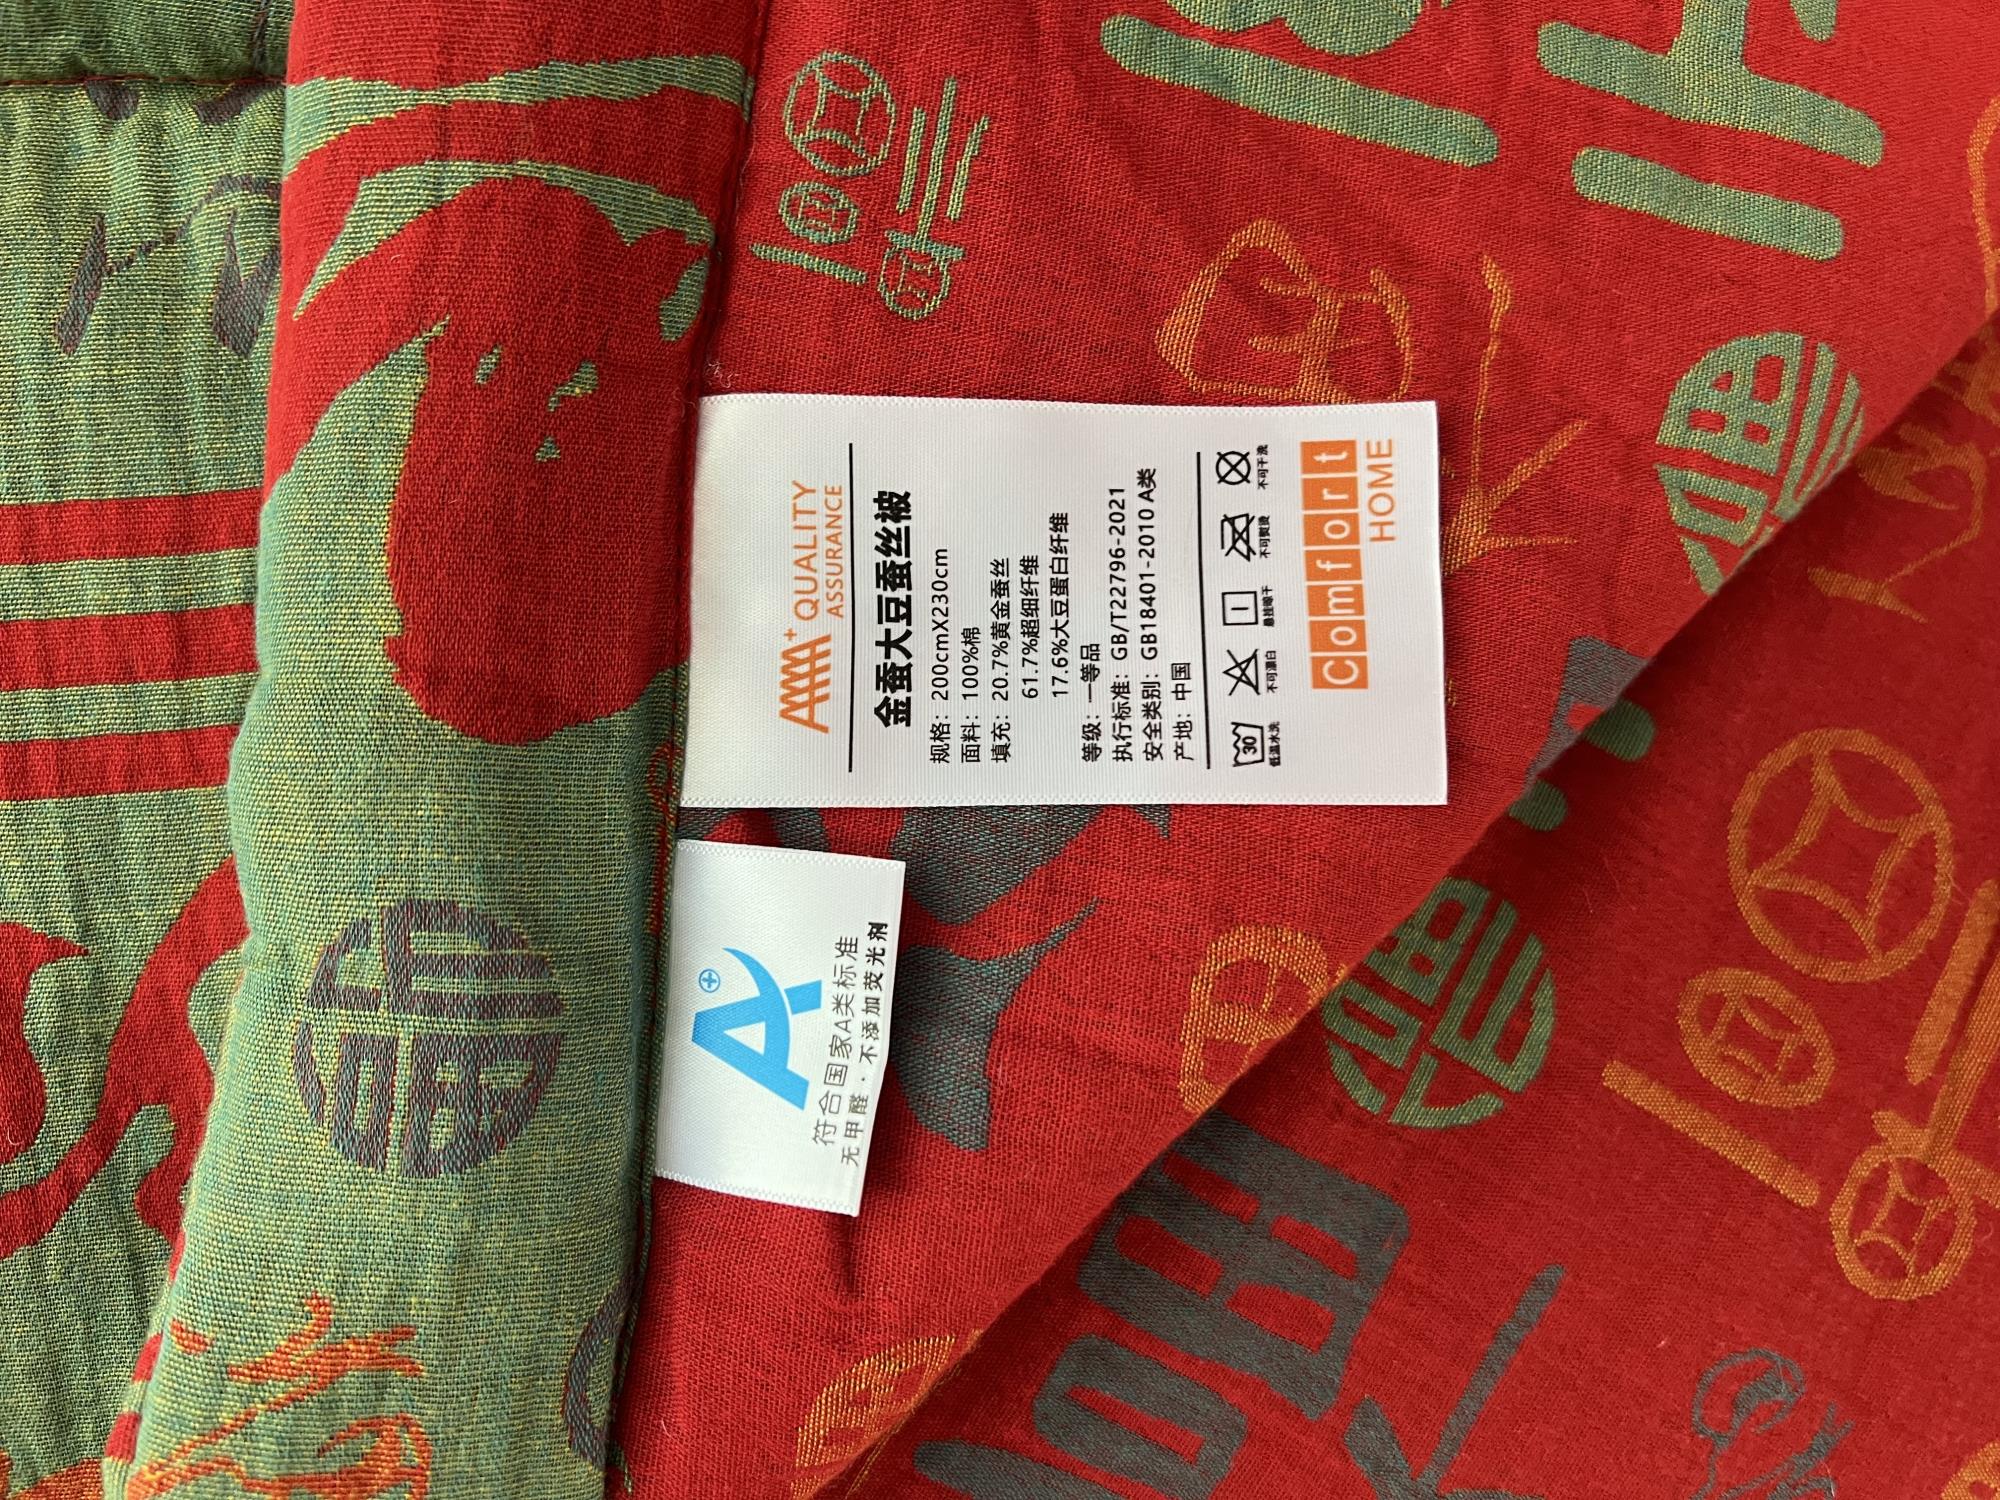 AAAA+ QUALITY
ASSURANCE
金蚕大豆蚕丝被
规格：200cmX230cm
面料：100%棉
填充：20.7%黄金蚕丝
61.7%超细纤维
17.6%大豆蛋白纤维
等级：一等品
执行标准：GB/T22796-2021
安全类别：GB18401-2010 A类
产地：中国
30
低温水洗 不可漂白 悬挂晾干 不可熨烫 不可干洗
Comfort
HOME
A+
符合国家A类标准
无甲醛·不添加荧光剂
福
福
福